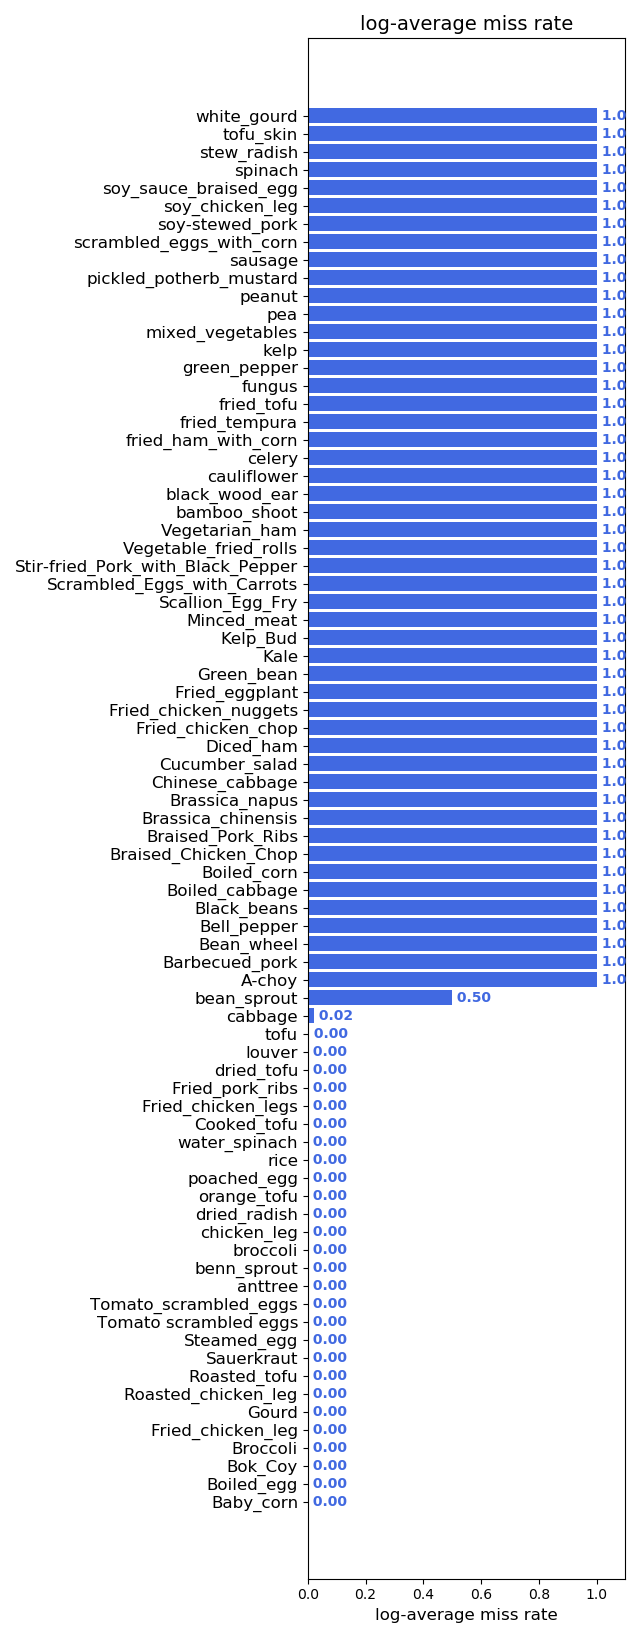 log-average miss rate
white_gourd 1.0
tofu_skin 1.0
stew_radish 1.0
spinach 1.0
soy_sauce_braised_egg 1.0
soy_chicken_leg 1.0
soy-stewed_pork 1.0
scrambled_eggs_with_corn 1.0
sausage 1.0
pickled_potherb_mustard 1.0
peanut 1.0
pea 1.0
mixed_vegetables 1.0
kelp 1.0
green_pepper 1.0
fungus 1.0
fried_tofu 1.0
fried_tempura 1.0
fried_ham_with_corn 1.0
celery 1.0
cauliflower 1.0
black_wood_ear 1.0
bamboo_shoot 1.0
Vegetarian_ham 1.0
Vegetable_fried_rolls 1.0
Stir-fried_Pork_with_Black_Pepper 1.0
Scrambled_Eggs_with_Carrots 1.0
Scallion_Egg_Fry 1.0
Minced_meat 1.0
Kelp_Bud 1.0
Kale 1.0
Green_bean 1.0
Fried_eggplant 1.0
Fried_chicken_nuggets 1.0
Fried_chicken_chop 1.0
Diced_ham 1.0
Cucumber_salad 1.0
Chinese_cabbage 1.0
Brassica_napus 1.0
Brassica_chinensis 1.0
Braised_Pork_Ribs 1.0
Braised_Chicken_Chop 1.0
Boiled_corn 1.0
Boiled_cabbage 1.0
Black_beans 1.0
Bell_pepper 1.0
Bean_wheel 1.0
Barbecued_pork 1.0
A-choy 1.0
bean_sprout 0.50
cabbage 0.02
tofu 0.00
louver 0.00
dried_tofu 0.00
Fried_pork_ribs 0.00
Fried_chicken_legs 0.00
Cooked_tofu 0.00
water_spinach 0.00
rice 0.00
poached_egg 0.00
orange_tofu 0.00
dried_radish 0.00
chicken_leg 0.00
broccoli 0.00
benn_sprout 0.00
anttree 0.00
Tomato_scrambled_eggs 0.00
Tomato scrambled eggs 0.00
Steamed_egg 0.00
Sauerkraut 0.00
Roasted_tofu 0.00
Roasted_chicken_leg 0.00
Gourd 0.00
Fried_chicken_leg 0.00
Broccoli 0.00
Bok_Coy 0.00
Boiled_egg 0.00
Baby_corn 0.00
0.0 0.2 0.4 0.6 0.8 1.0
log-average miss rate